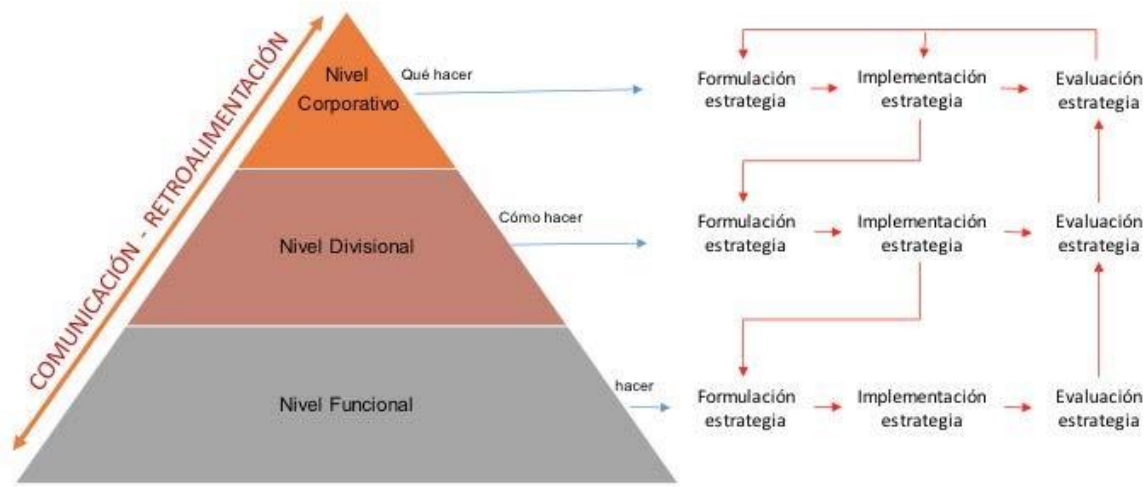 COMUNICACIÓN - RETROALIMENTACIÓN
Nivel
Corporativo
Qué hacer
Formulación
estrategia
Implementación
estrategia
Evaluación
estrategia
Nivel Divisional
Cómo hacer
Formulación
estrategia
Implementación
estrategia
Evaluación
estrategia
Nivel Funcional
hacer
Formulación
estrategia
Implementación
estrategia
Evaluación
estrategia